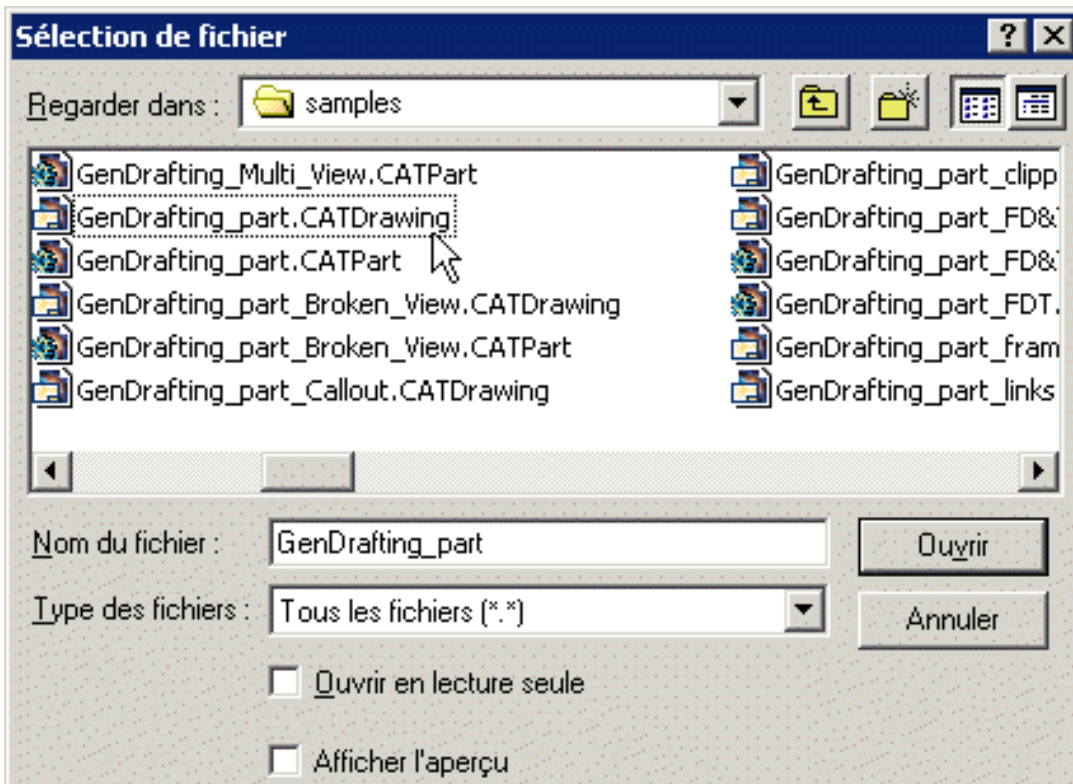 Sélection de fichier
Regarder dans :
samples
GenDrafting_Multi_View.CATPart
GenDrafting_part.CATDrawing
GenDrafting_part.CATPart
GenDrafting_part_Broken_View.CATDrawing
GenDrafting_part_Broken_View.CATPart
GenDrafting_part_Callout.CATDrawing
GenDrafting_part_clipp
GenDrafting_part_FD&T
GenDrafting_part_FD&T
GenDrafting_part_FDT.
GenDrafting_part_fram
GenDrafting_part_links
Nom du fichier :
GenDrafting_part
Ouvrir
Type des fichiers :
Tous les fichiers (*.*)
Annuler
Ouvrir en lecture seule
Afficher l'aperçu